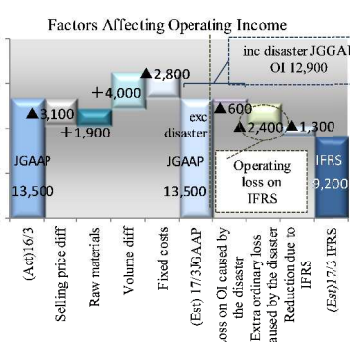 Factors Affecting Operating Income
inc disaster JGGAP
OI 12,900
▲2,800
+4,000
▲3,100
+1,900
exc
disaster
▲600
▲2,400
▲1,300
JGAAP
13,500
JGAAP
13,500
Operating
loss on
IFRS
IFRS
9,200
(Act)16/3
Selling price diff
Raw materials
Volume diff
Fixed costs
(Est) 17/3JGAAP
Loss on OI caused by
the disaster
Extra ordinary loss
caused by the disaster
Reduction due to
IFRS
(Est)17/3 IFRS